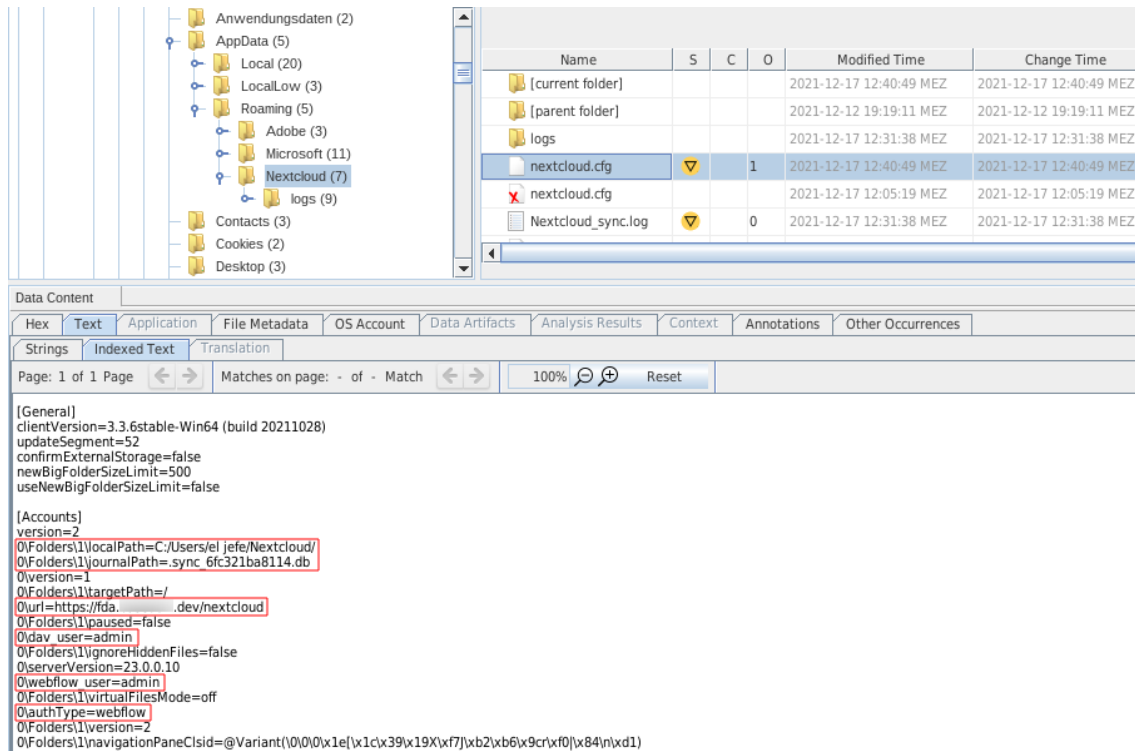 Anwendungsdaten (2)
AppData (5)
Local (20)
LocalLow (3)
Roaming (5)
Adobe (3)
Microsoft (11)
Nextcloud (7)
logs (9)
Contacts (3)
Cookies (2)
Desktop (3)
Name S C O Modified Time Change Time
[current folder] 2021-12-17 12:40:49 MEZ 2021-12-17 12:40:49 MEZ
[parent folder] 2021-12-12 19:19:11 MEZ 2021-12-12 19:19:11 MEZ
logs 2021-12-17 12:31:38 MEZ 2021-12-17 12:31:38 MEZ
nextcloud.cfg 1 2021-12-17 12:40:49 MEZ 2021-12-17 12:40:49 MEZ
nextcloud.cfg 2021-12-17 12:05:19 MEZ 2021-12-17 12:05:19 MEZ
Nextcloud_sync.log 0 2021-12-17 12:31:38 MEZ 2021-12-17 12:31:38 MEZ
Data Content
Hex Text Application File Metadata OS Account Data Artifacts Analysis Results Context Annotations Other Occurrences
Strings Indexed Text Translation
Page: 1 of 1 Page Matches on page: - of - Match 100% Reset
[General]
clientVersion=3.3.6stable-Win64 (build 20211028)
updateSegment=52
confirmExternalStorage=false
newBigFolderSizeLimit=500
useNewBigFolderSizeLimit=false
[Accounts]
version=2
0\Folders\1\localPath=C:/Users/el jefe/Nextcloud/
0\Folders\1\journalPath=.sync_6fc321ba8114.db
0\version=1
0\Folders\1\targetPath=/
0\url=https://fda. .dev/nextcloud
0\Folders\1\paused=false
0\dav_user=admin
0\Folders\1\ignoreHiddenFiles=false
0\serverVersion=23.0.0.10
0\webflow_user=admin
0\Folders\1\virtualFilesMode=off
0\authType=webflow
0\Folders\1\version=2
0\Folders\1\navigationPaneClsid=@Variant(\0\0\0\x1e[\x1c\x39\x19X\xf7J\xb2\xb6\x9cr\xf0|\x84\n\xd1)